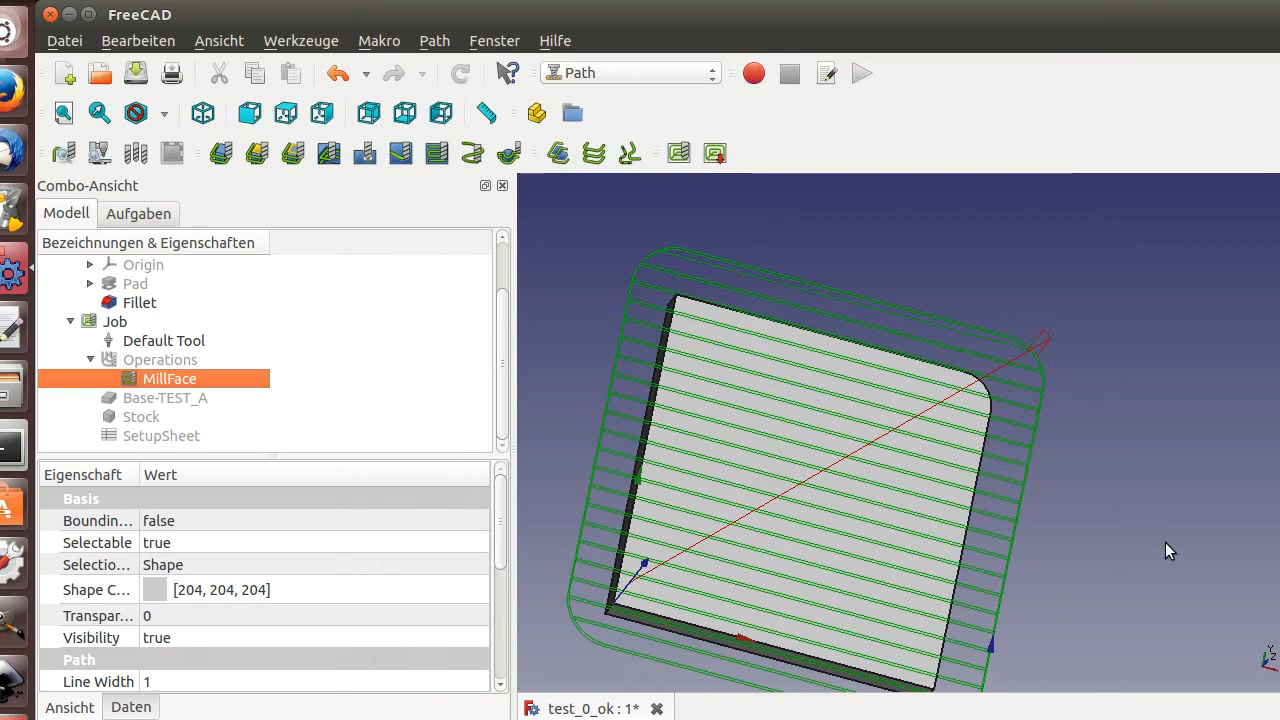 FreeCAD
Datei Bearbeiten Ansicht Werkzeuge Makro Path Fenster Hilfe
Path
Combo-Ansicht
Modell Aufgaben
Bezeichnungen & Eigenschaften
Origin
Pad
Fillet
Job
Default Tool
Operations
MillFace
Base-TEST_A
Stock
SetupSheet
Eigenschaft Wert
Basis
Boundin... false
Selectable true
Selectio... Shape
Shape C... [204, 204, 204]
Transpar... 0
Visibility true
Path
Line Width 1
Ansicht Daten
test_0_ok : 1*
Y
Z